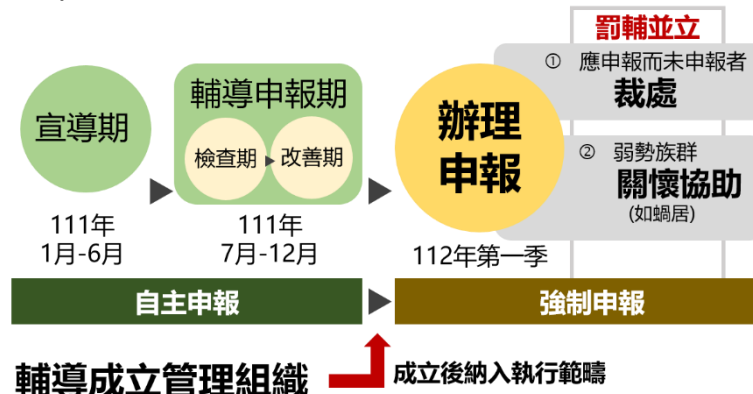 罰輔並立
① 應申報而未申報者
裁處
② 弱勢族群
關懷協助
(如蝸居)
宣導期
111年
1月-6月
輔導申報期
檢查期
改善期
111年
7月-12月
辦理
申報
112年第一季
自主申報
強制申報
輔導成立管理組織
成立後納入執行範疇